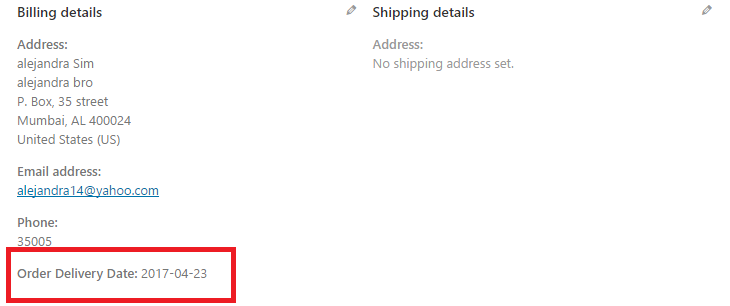 Billing details
Address:
alejandra Sim
alejandra bro
P. Box, 35 street
Mumbai, AL 400024
United States (US)
Email address:
alejandra14@yahoo.com
Phone:
35005
Order Delivery Date: 2017-04-23
Shipping details
Address:
No shipping address set.